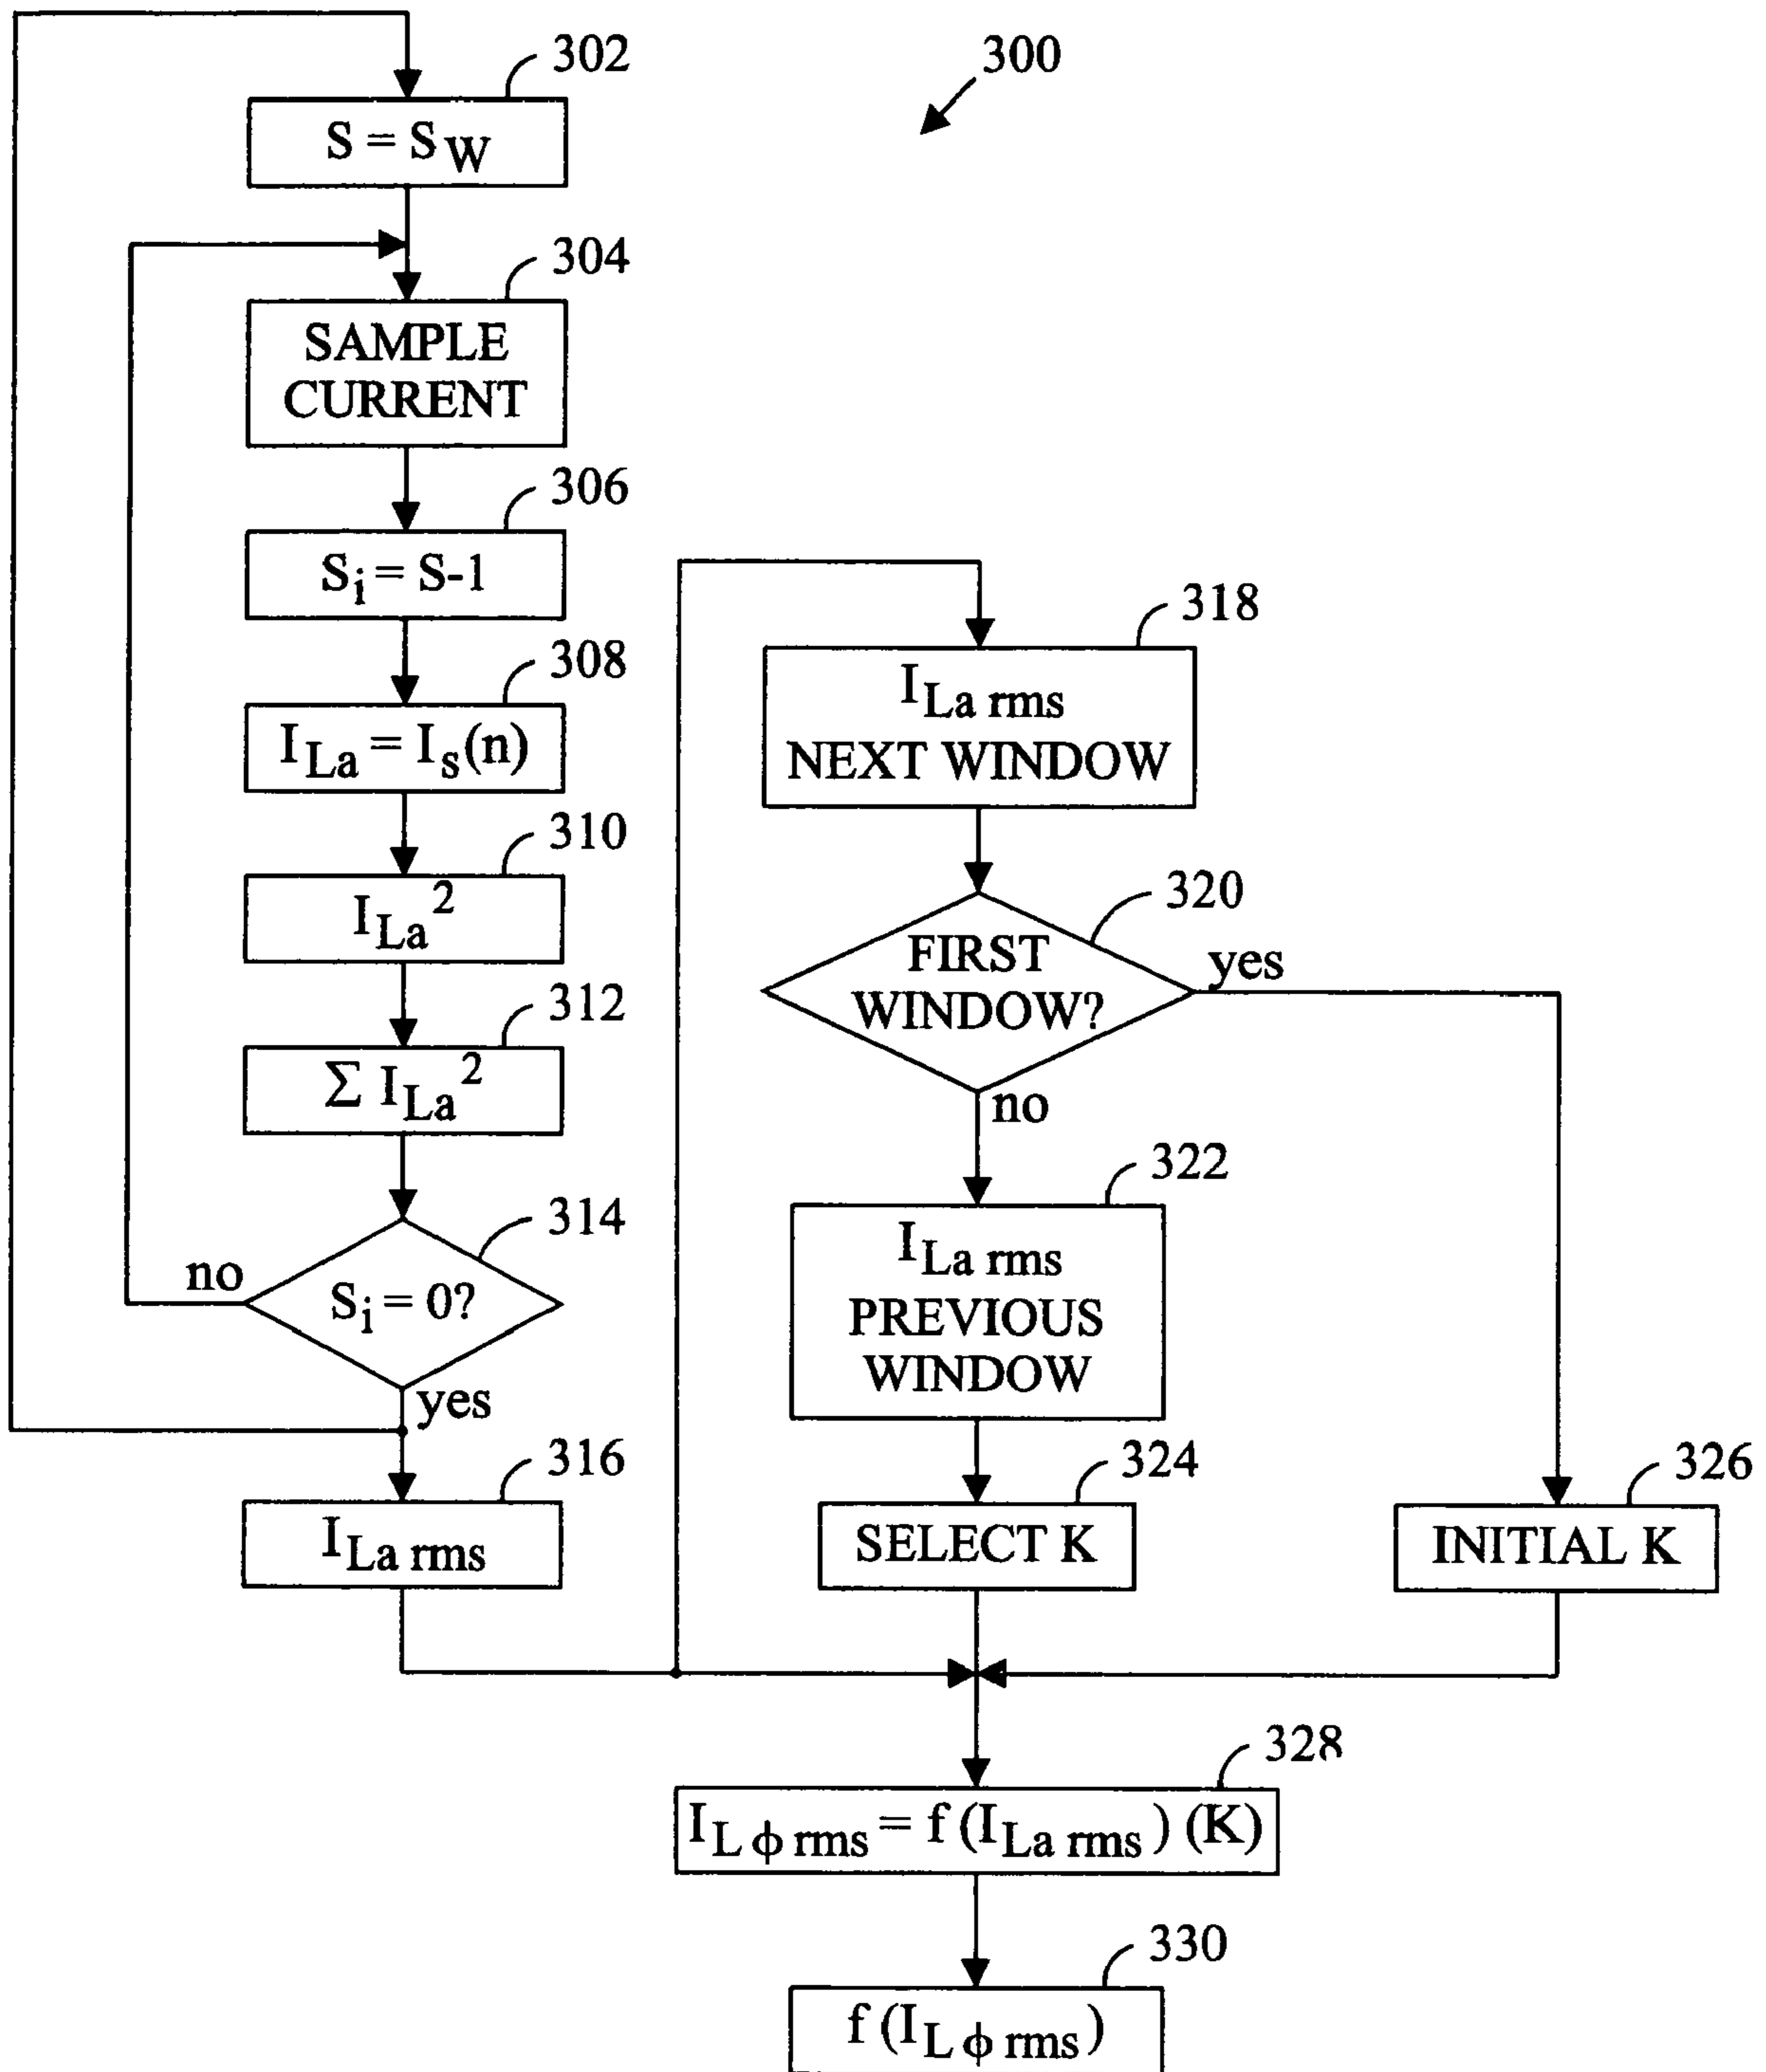 300
302
S = S_W
304
SAMPLE
CURRENT
306
S_i = S-1
308
I_La = I_s(n)
310
I_La^2
312
Σ I_La^2
314
S_i = 0?
no
yes
316
I_La rms
318
I_La rms
NEXT WINDOW
320
FIRST
WINDOW?
yes
no
322
I_La rms
PREVIOUS
WINDOW
324
SELECT K
326
INITIAL K
328
I_L ϕ rms = f (I_La rms) (K)
330
f (I_L ϕ rms)